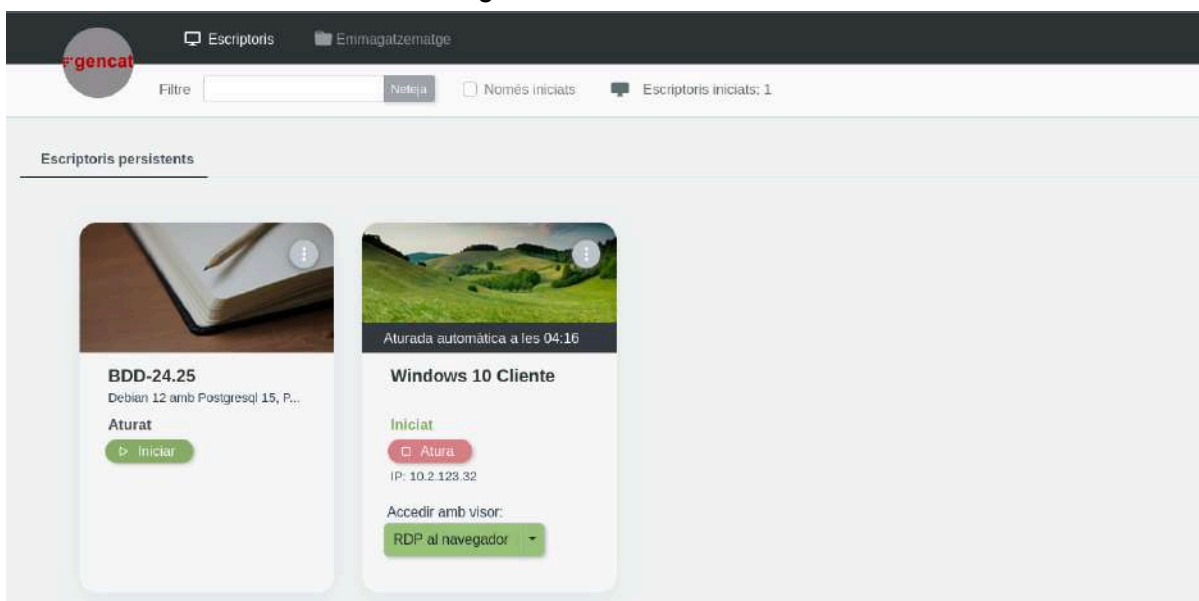 Escriptoris
Emmagatzematge
gencat
Filtre
Neteja
Només iniciats
Escriptoris iniciats: 1
Escriptoris persistents
BDD-24.25
Debian 12 amb Postgresql 15, P...
Aturat
Iniciar
Aturada automàtica a les 04:16
Windows 10 Cliente
Iniciat
Atura
IP: 10.2.123.32
Accedir amb visor:
RDP al navegador